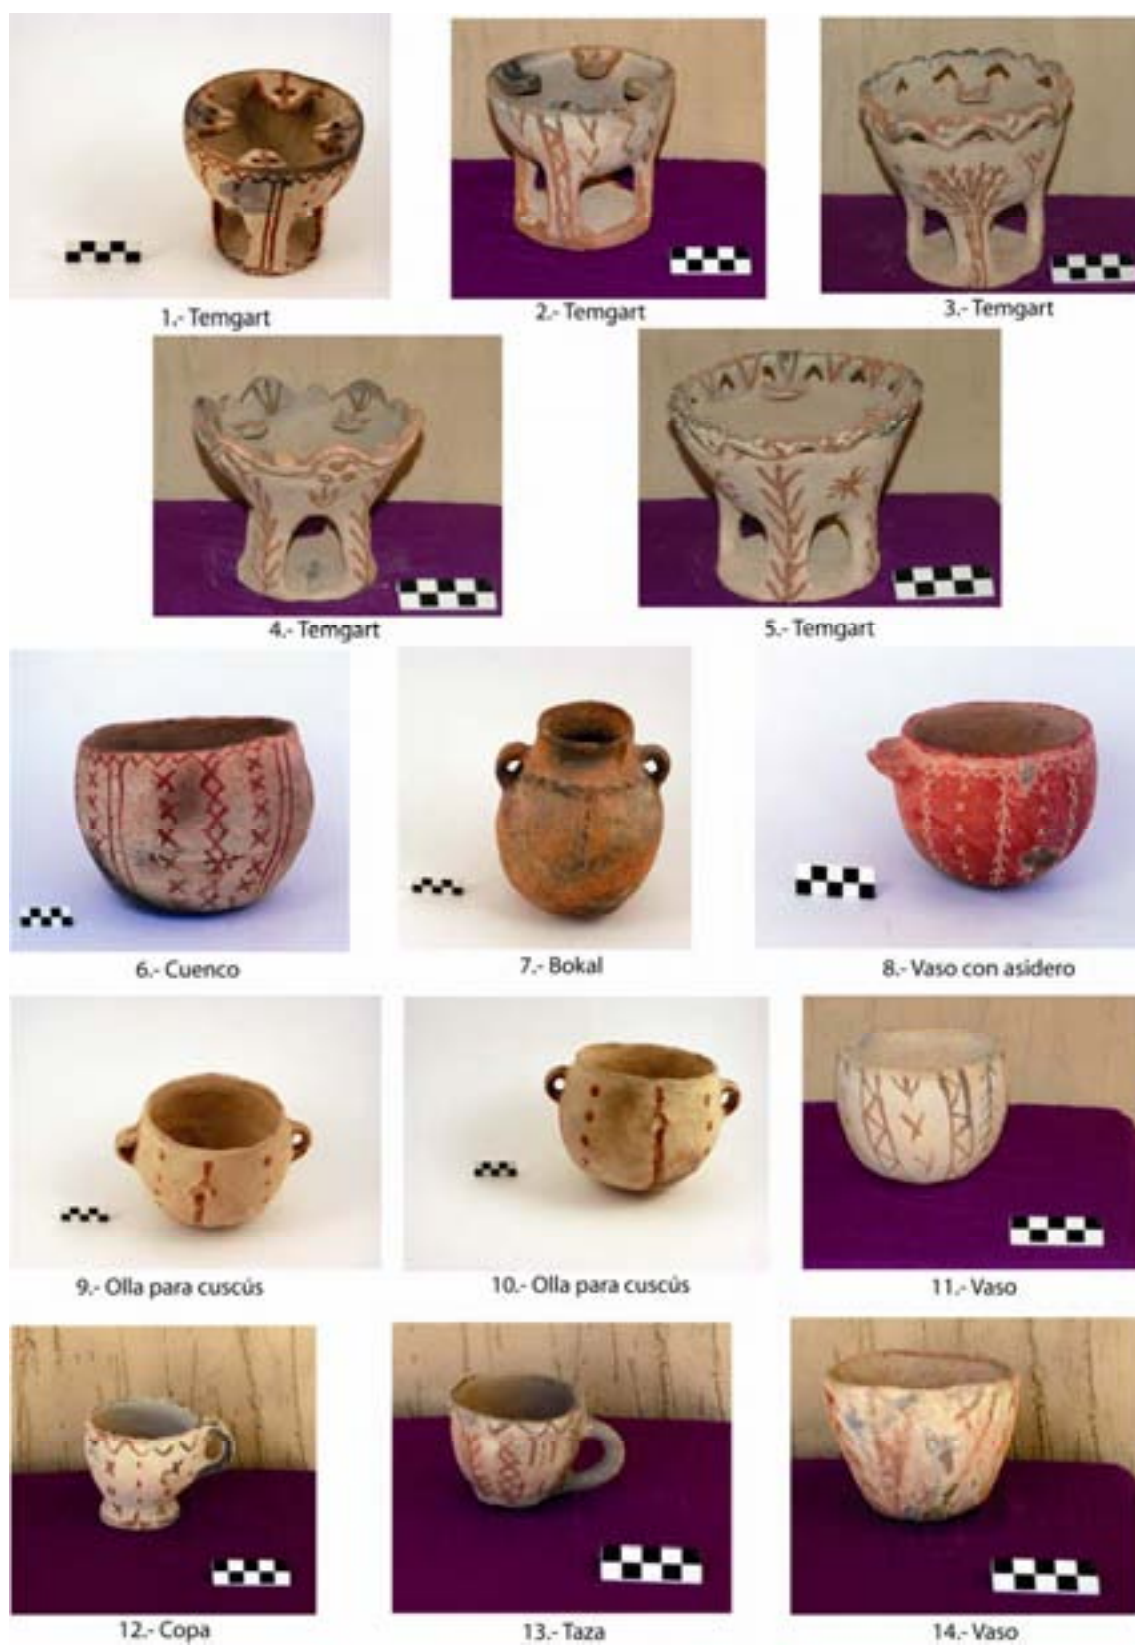 1.- Temgart
2.- Temgart
3.- Temgart
4.- Temgart
5.- Temgart
6.- Cuenco
7.- Bokal
8.- Vaso con asidero
9.- Olla para cuscús
10.- Olla para cuscús
11.- Vaso
12.- Copa
13.- Taza
14.- Vaso